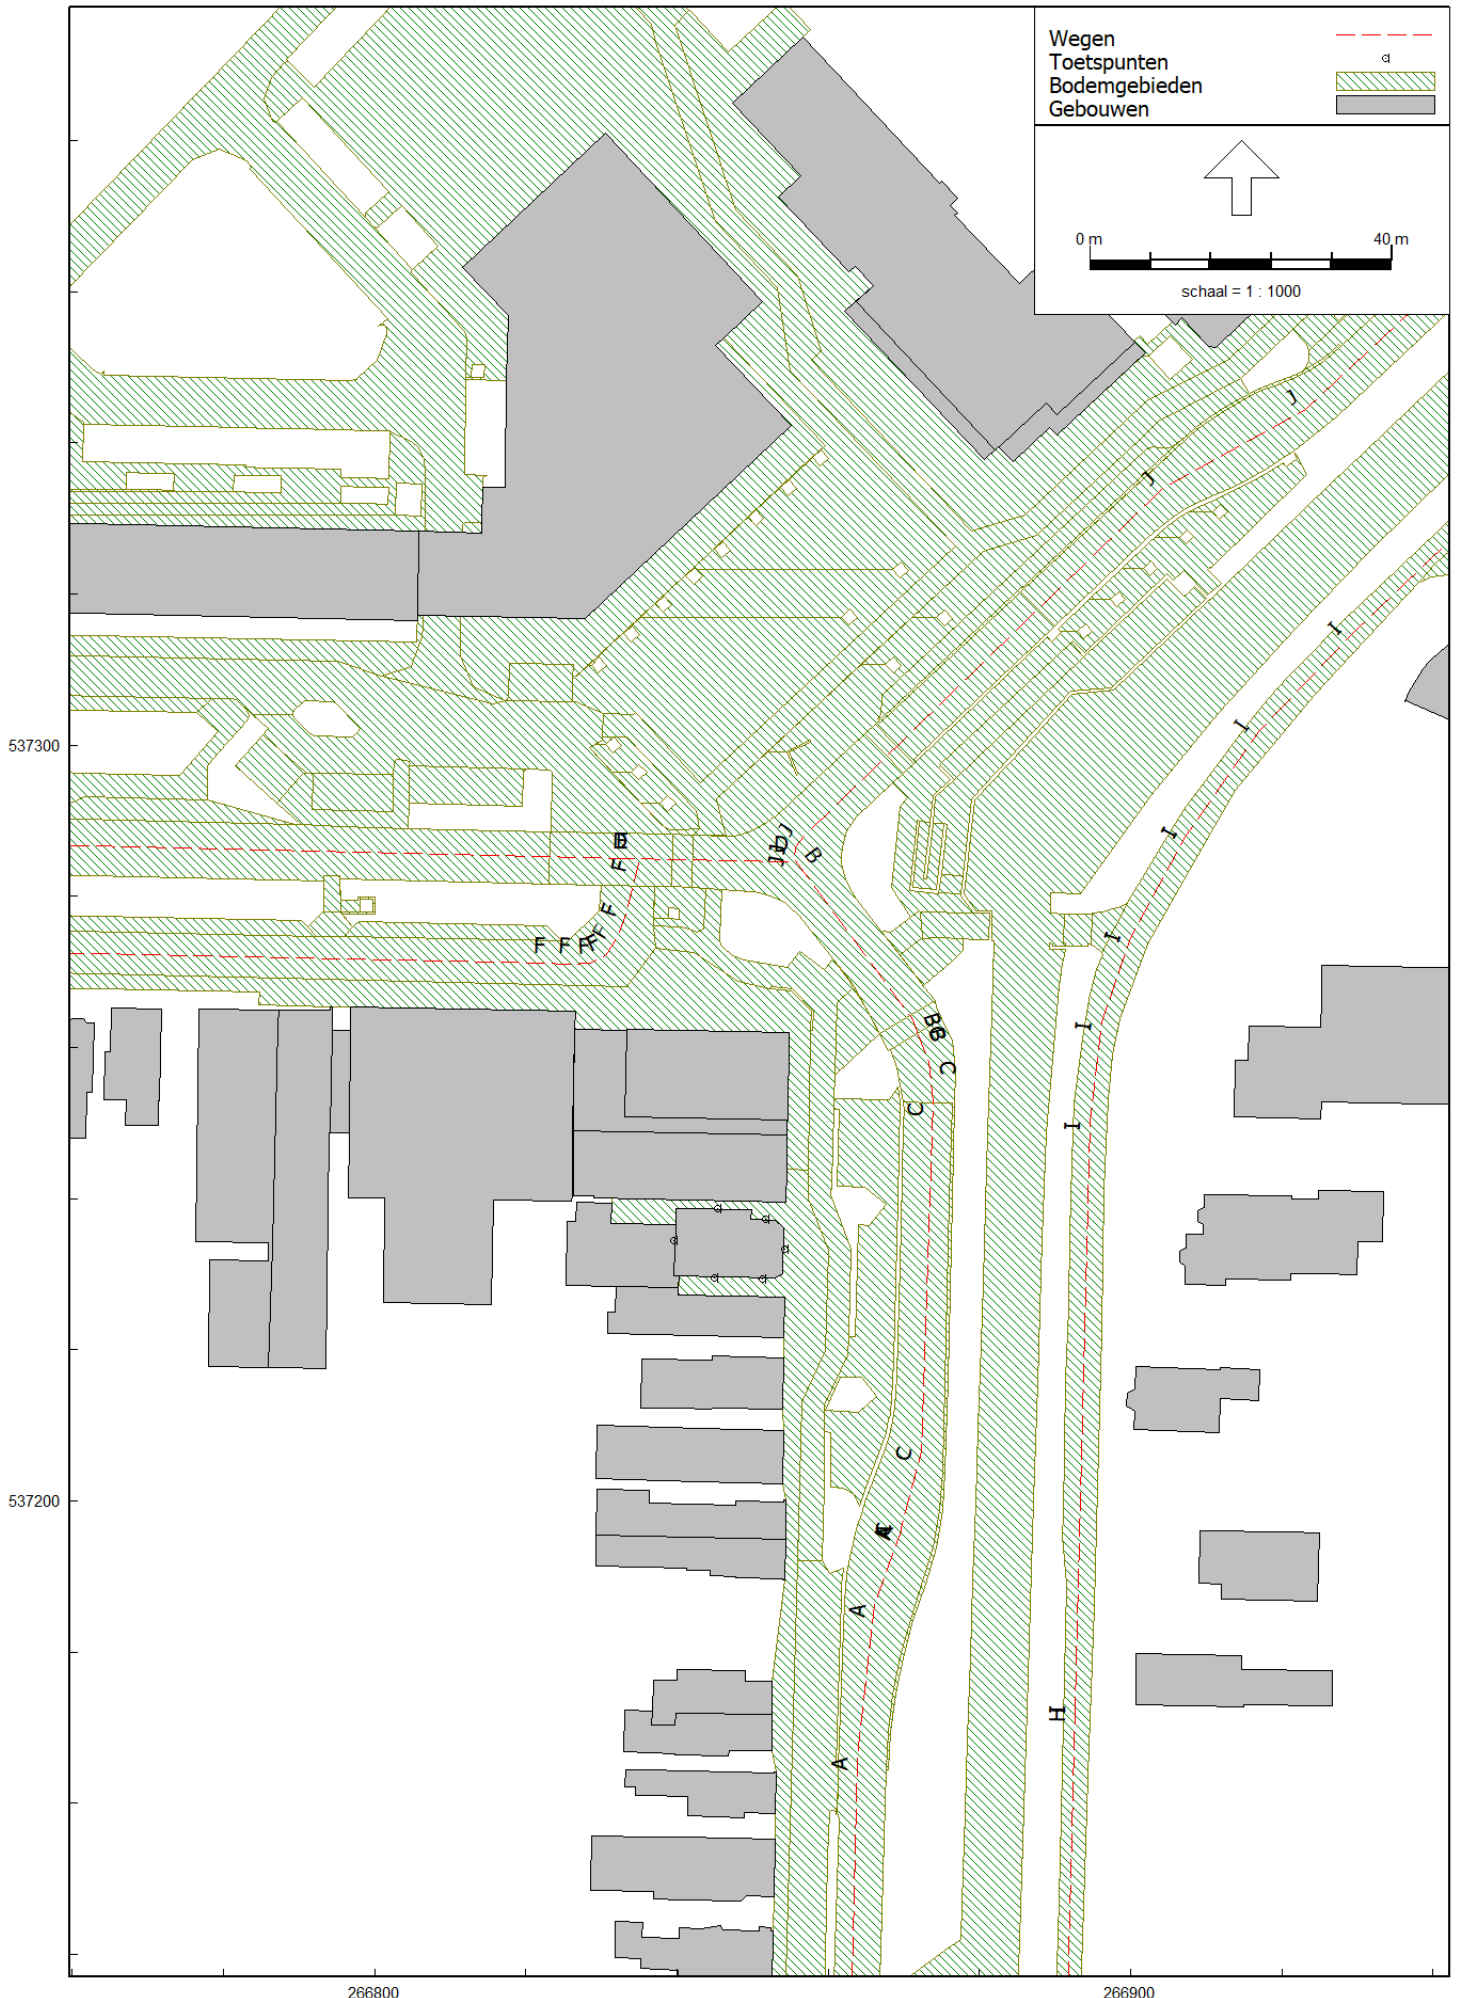 Wegen
Toetspunten
Bodemgebieden
Gebouwen
0 m 40 m
schaal = 1 : 1000
J
J
I
I
537300
J
B
I
F
I
F
F
F F
I
B
B
C
C
I
C
537200
A
H
A
266800 266900